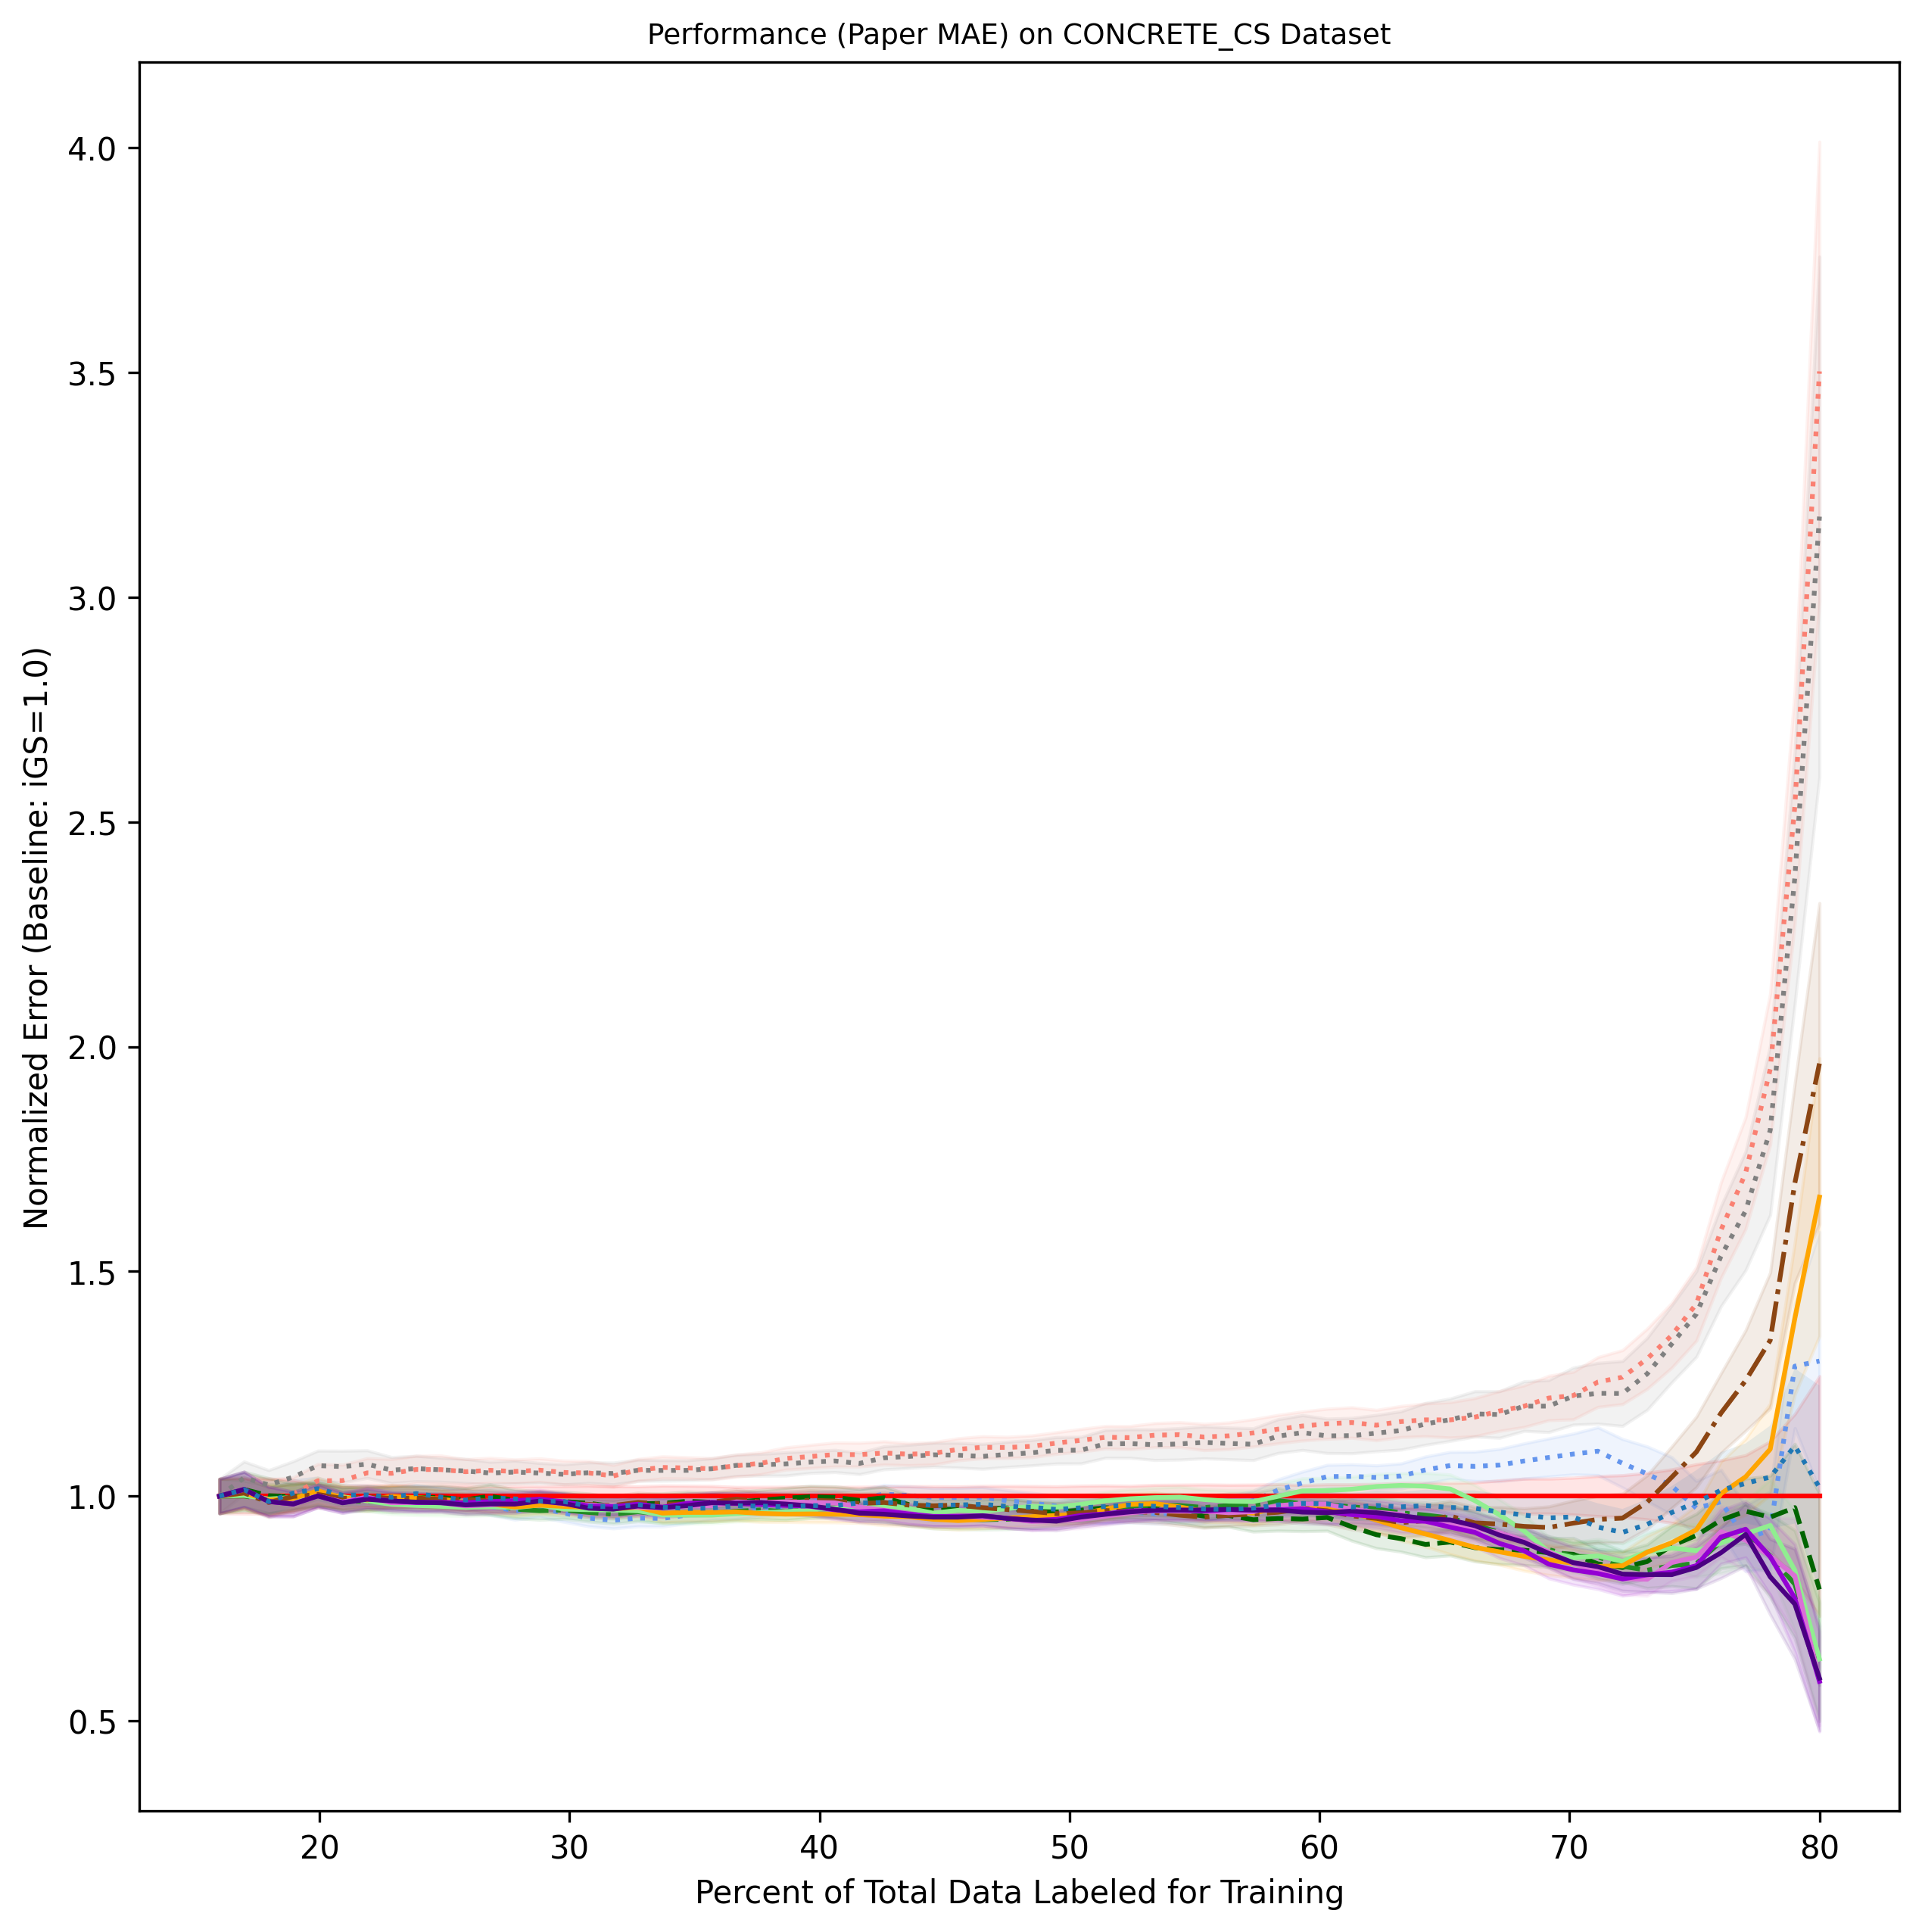 Performance (Paper MAE) on CONCRETE_CS Dataset
Normalized Error (Baseline: iGS=1.0)
4.0
3.5
3.0
2.5
2.0
1.5
1.0
0.5
20 30 40 50 60 70 80
Percent of Total Data Labeled for Training